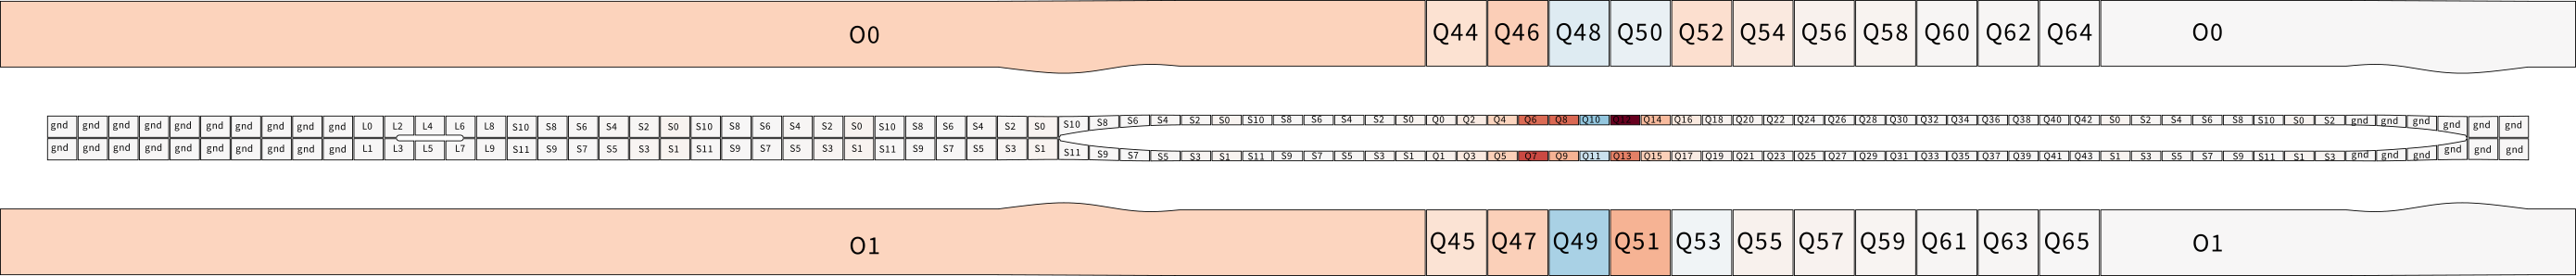 O0 Q44 Q46 Q48 Q50 Q52 Q54 Q56 Q58 Q60 Q62 Q64 O0
gnd gnd gnd gnd gnd gnd gnd gnd gnd gnd L0 L2 L4 L6 L8 S10 S8 S6 S4 S2 S0 S10 S8 S6 S4 S2 S0 S10 S8 S6 S4 S2 S0 S10 S8 S6 S4 S2 S0 S10 S8 S6 S4 S2 S0 Q0 Q2 Q4 Q6 Q8 Q10 Q12 Q14 Q16 Q18 Q20 Q22 Q24 Q26 Q28 Q30 Q32 Q34 Q36 Q38 Q40 Q42 S0 S2 S4 S6 S8 S10 S0 S2 gnd gnd gnd gnd gnd gnd
gnd gnd gnd gnd gnd gnd gnd gnd gnd gnd L1 L3 L5 L7 L9 S11 S9 S7 S5 S3 S1 S11 S9 S7 S5 S3 S1 S11 S9 S7 S5 S3 S1 S11 S9 S7 S5 S3 S1 S11 S9 S7 S5 S3 S1 Q1 Q3 Q5 Q7 Q9 Q11 Q13 Q15 Q17 Q19 Q21 Q23 Q25 Q27 Q29 Q31 Q33 Q35 Q37 Q39 Q41 Q43 S1 S3 S5 S7 S9 S11 S1 S3 gnd gnd gnd gnd gnd gnd
O1 Q45 Q47 Q49 Q51 Q53 Q55 Q57 Q59 Q61 Q63 Q65 O1